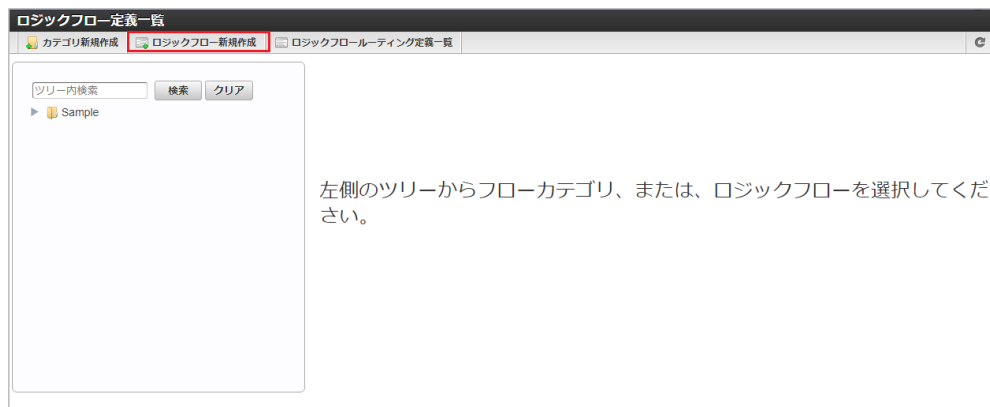 ロジックフロー定義一覧
カテゴリ新規作成 ロジックフロー新規作成 ロジックフロールーティング定義一覧
ツリー内検索 検索 クリア
Sample
左側のツリーからフローカテゴリ、または、ロジックフローを選択してくだ
さい。